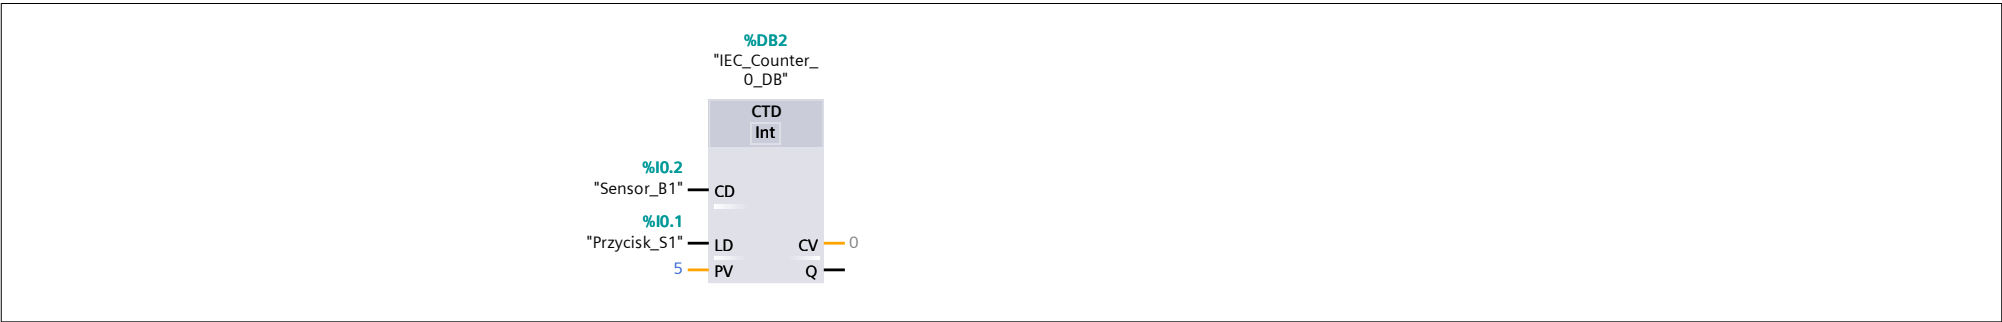 %DB2
"IEC_Counter_
0_DB"
CTD
Int
%I0.2
"Sensor_B1"
CD
%I0.1
"Przycisk_S1"
LD
CV
0
5
PV
Q